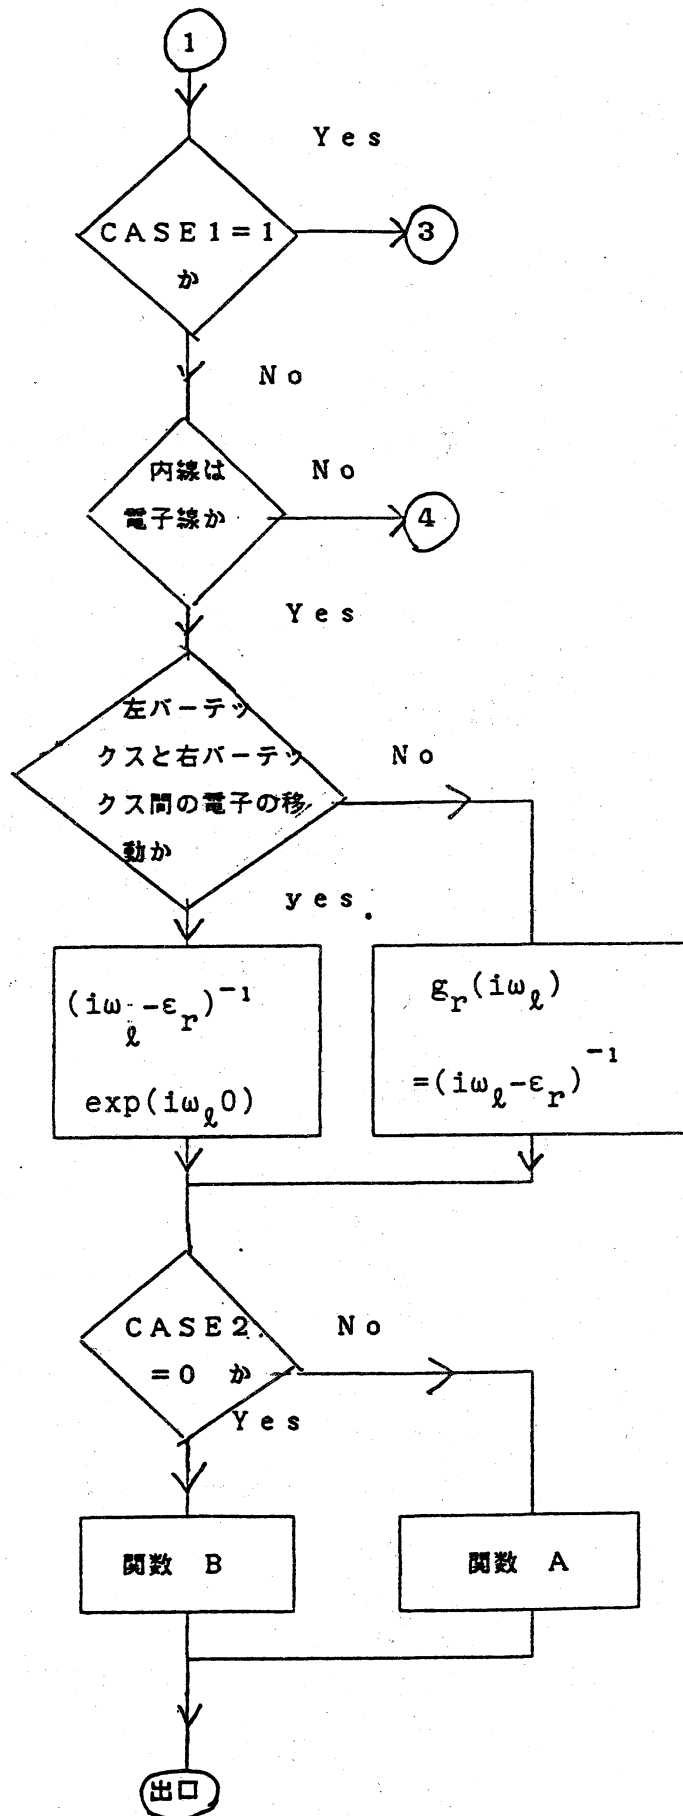 1
Yes
CASE1=1
か
3
No
内線は
電子線か
No
4
Yes
左バーテッ
クスと右バーテッ
クス間の電子の移
動か
No
yes.
(iω_ℓ-ε_r)^{-1}
exp(iω_ℓ0)
g_r(iω_ℓ)
=(iω_ℓ-ε_r)^{-1}
CASE2
=0 か
No
Yes
関数 B
関数 A
出口